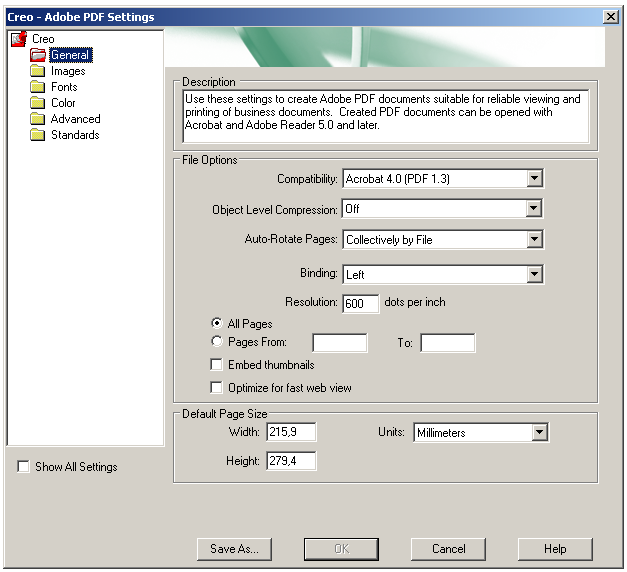 Creo - Adobe PDF Settings
Creo
General
Images
Fonts
Color
Advanced
Standards
Show All Settings
Description
Use these settings to create Adobe PDF documents suitable for reliable viewing and
printing of business documents.  Created PDF documents can be opened with
Acrobat and Adobe Reader 5.0 and later.
File Options
Compatibility: Acrobat 4.0 (PDF 1.3)
Object Level Compression: Off
Auto-Rotate Pages: Collectively by File
Binding: Left
Resolution: 600 dots per inch
All Pages
Pages From: To:
Embed thumbnails
Optimize for fast web view
Default Page Size
Width: 215,9 Units: Millimeters
Height: 279,4
Save As... OK Cancel Help